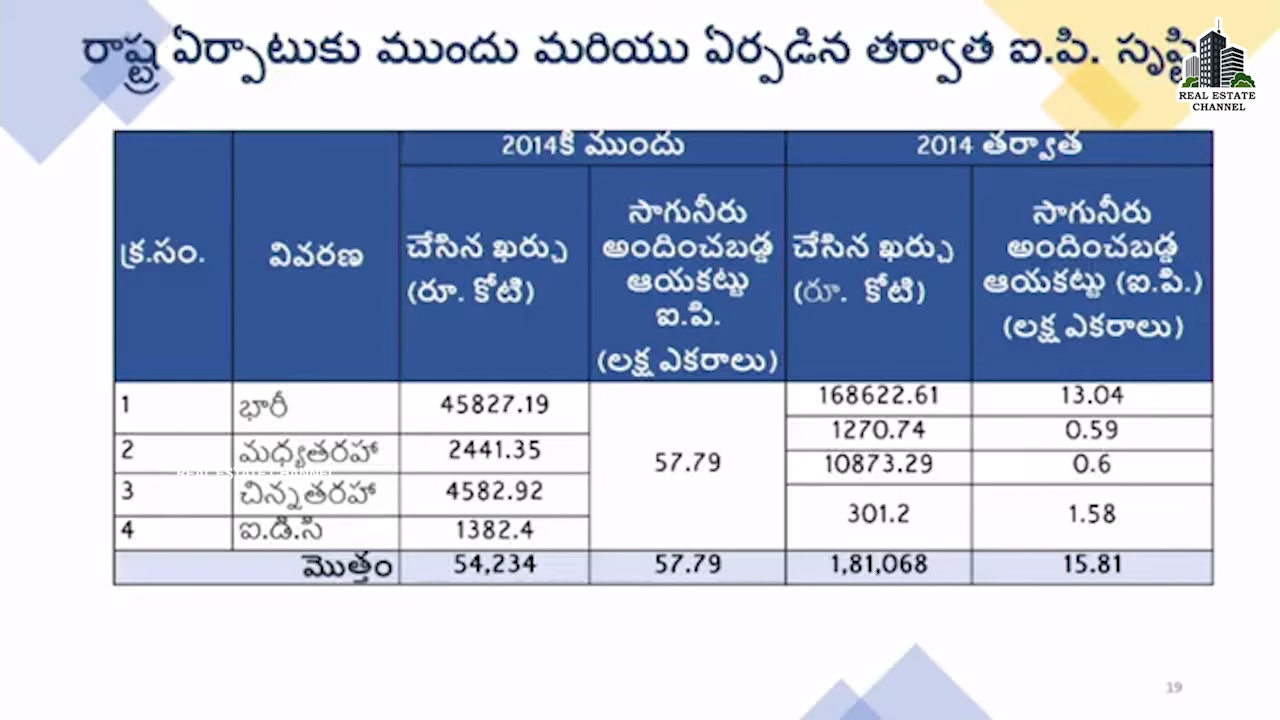 రాష్ట్ర ఏర్పాటుకు ముందు మరియు ఏర్పడిన తర్వాత ఐ.పి. సృష్టి
REAL ESTATE
CHANNEL
2014కి ముందు 2014 తర్వాత
క్ర.సం. వివరణ
చేసిన ఖర్చు
(రూ. కోటి)
సాగునీరు
అందించబడ్డ
ఆయకట్టు
ఐ.పి.
(లక్ష ఎకరాలు)
చేసిన ఖర్చు
(రూ. కోటి)
సాగునీరు
అందించబడ్డ
ఆయకట్టు (ఐ.పి.)
(లక్ష ఎకరాలు)
1 భారీ 45827.19 57.79 168622.61 13.04
2 మధ్యతరహా 2441.35 1270.74 0.59
3 చిన్నతరహా 4582.92 10873.29 0.6
4 ఐ.డి.సి 1382.4 301.2 1.58
మొత్తం 54,234 57.79 1,81,068 15.81
REAL ESTATE CHANNEL
19